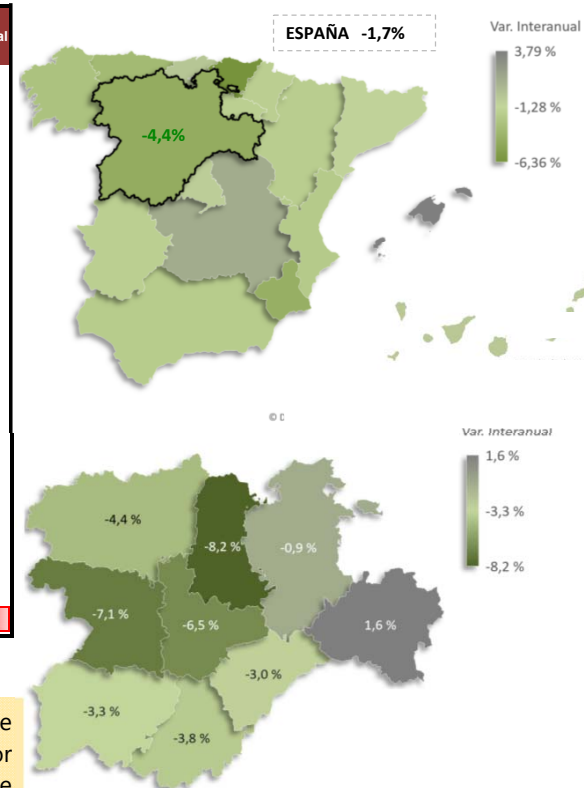 al
ESPAÑA -1,7%
Var. Interanual
3,79 %
-1,28 %
-6,36 %
-4,4%
©
Var. Interanual
1,6 %
-3,3 %
-8,2 %
-4,4 %
-8,2 %
-0,9 %
-7,1 %
-6,5 %
1,6 %
-3,0 %
-3,3 %
-3,8 %
e
or
e